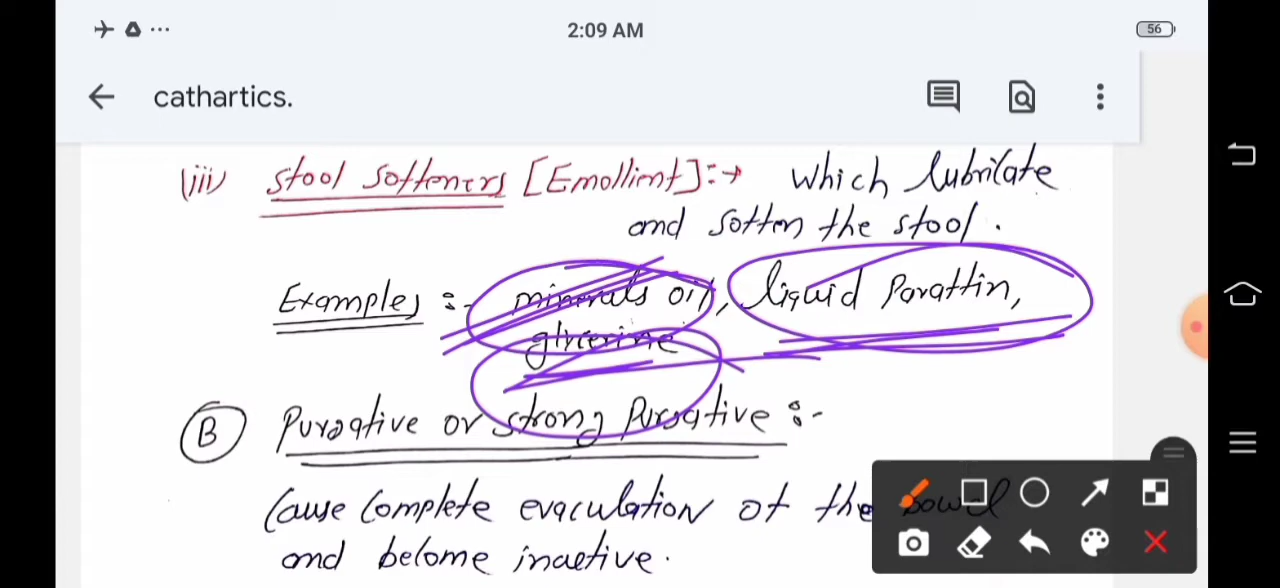 2:09 AM
56
cathartics.
(iii) Stool Softeners [Emollient] :→ which lubricate
and soften the stool.
Examples :- minerals oil, liquid Paraffin,
glycerine
B Purgative or strong Purgative :-
Cause Complete evaculation of the bowel
and become inactive.